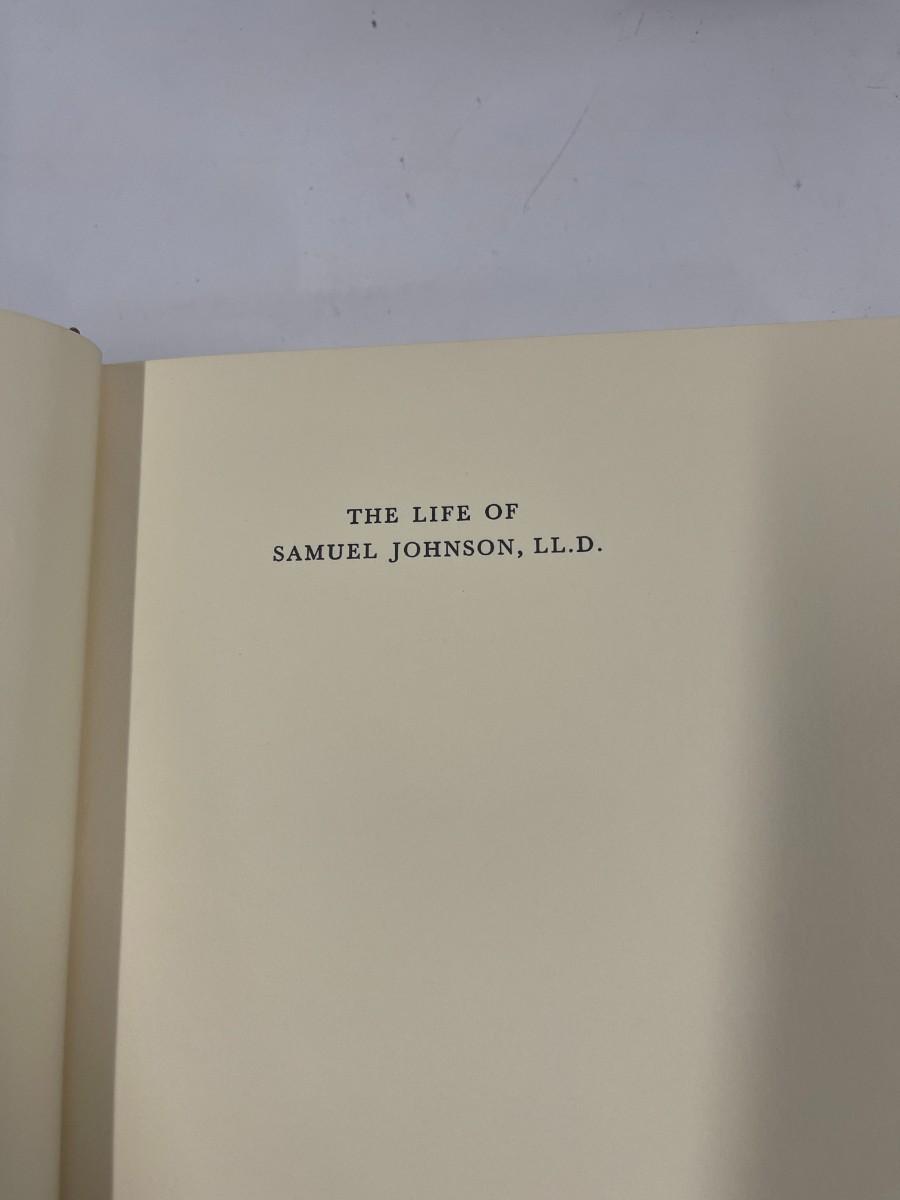 THE LIFE OF
SAMUEL JOHNSON, LL.D.